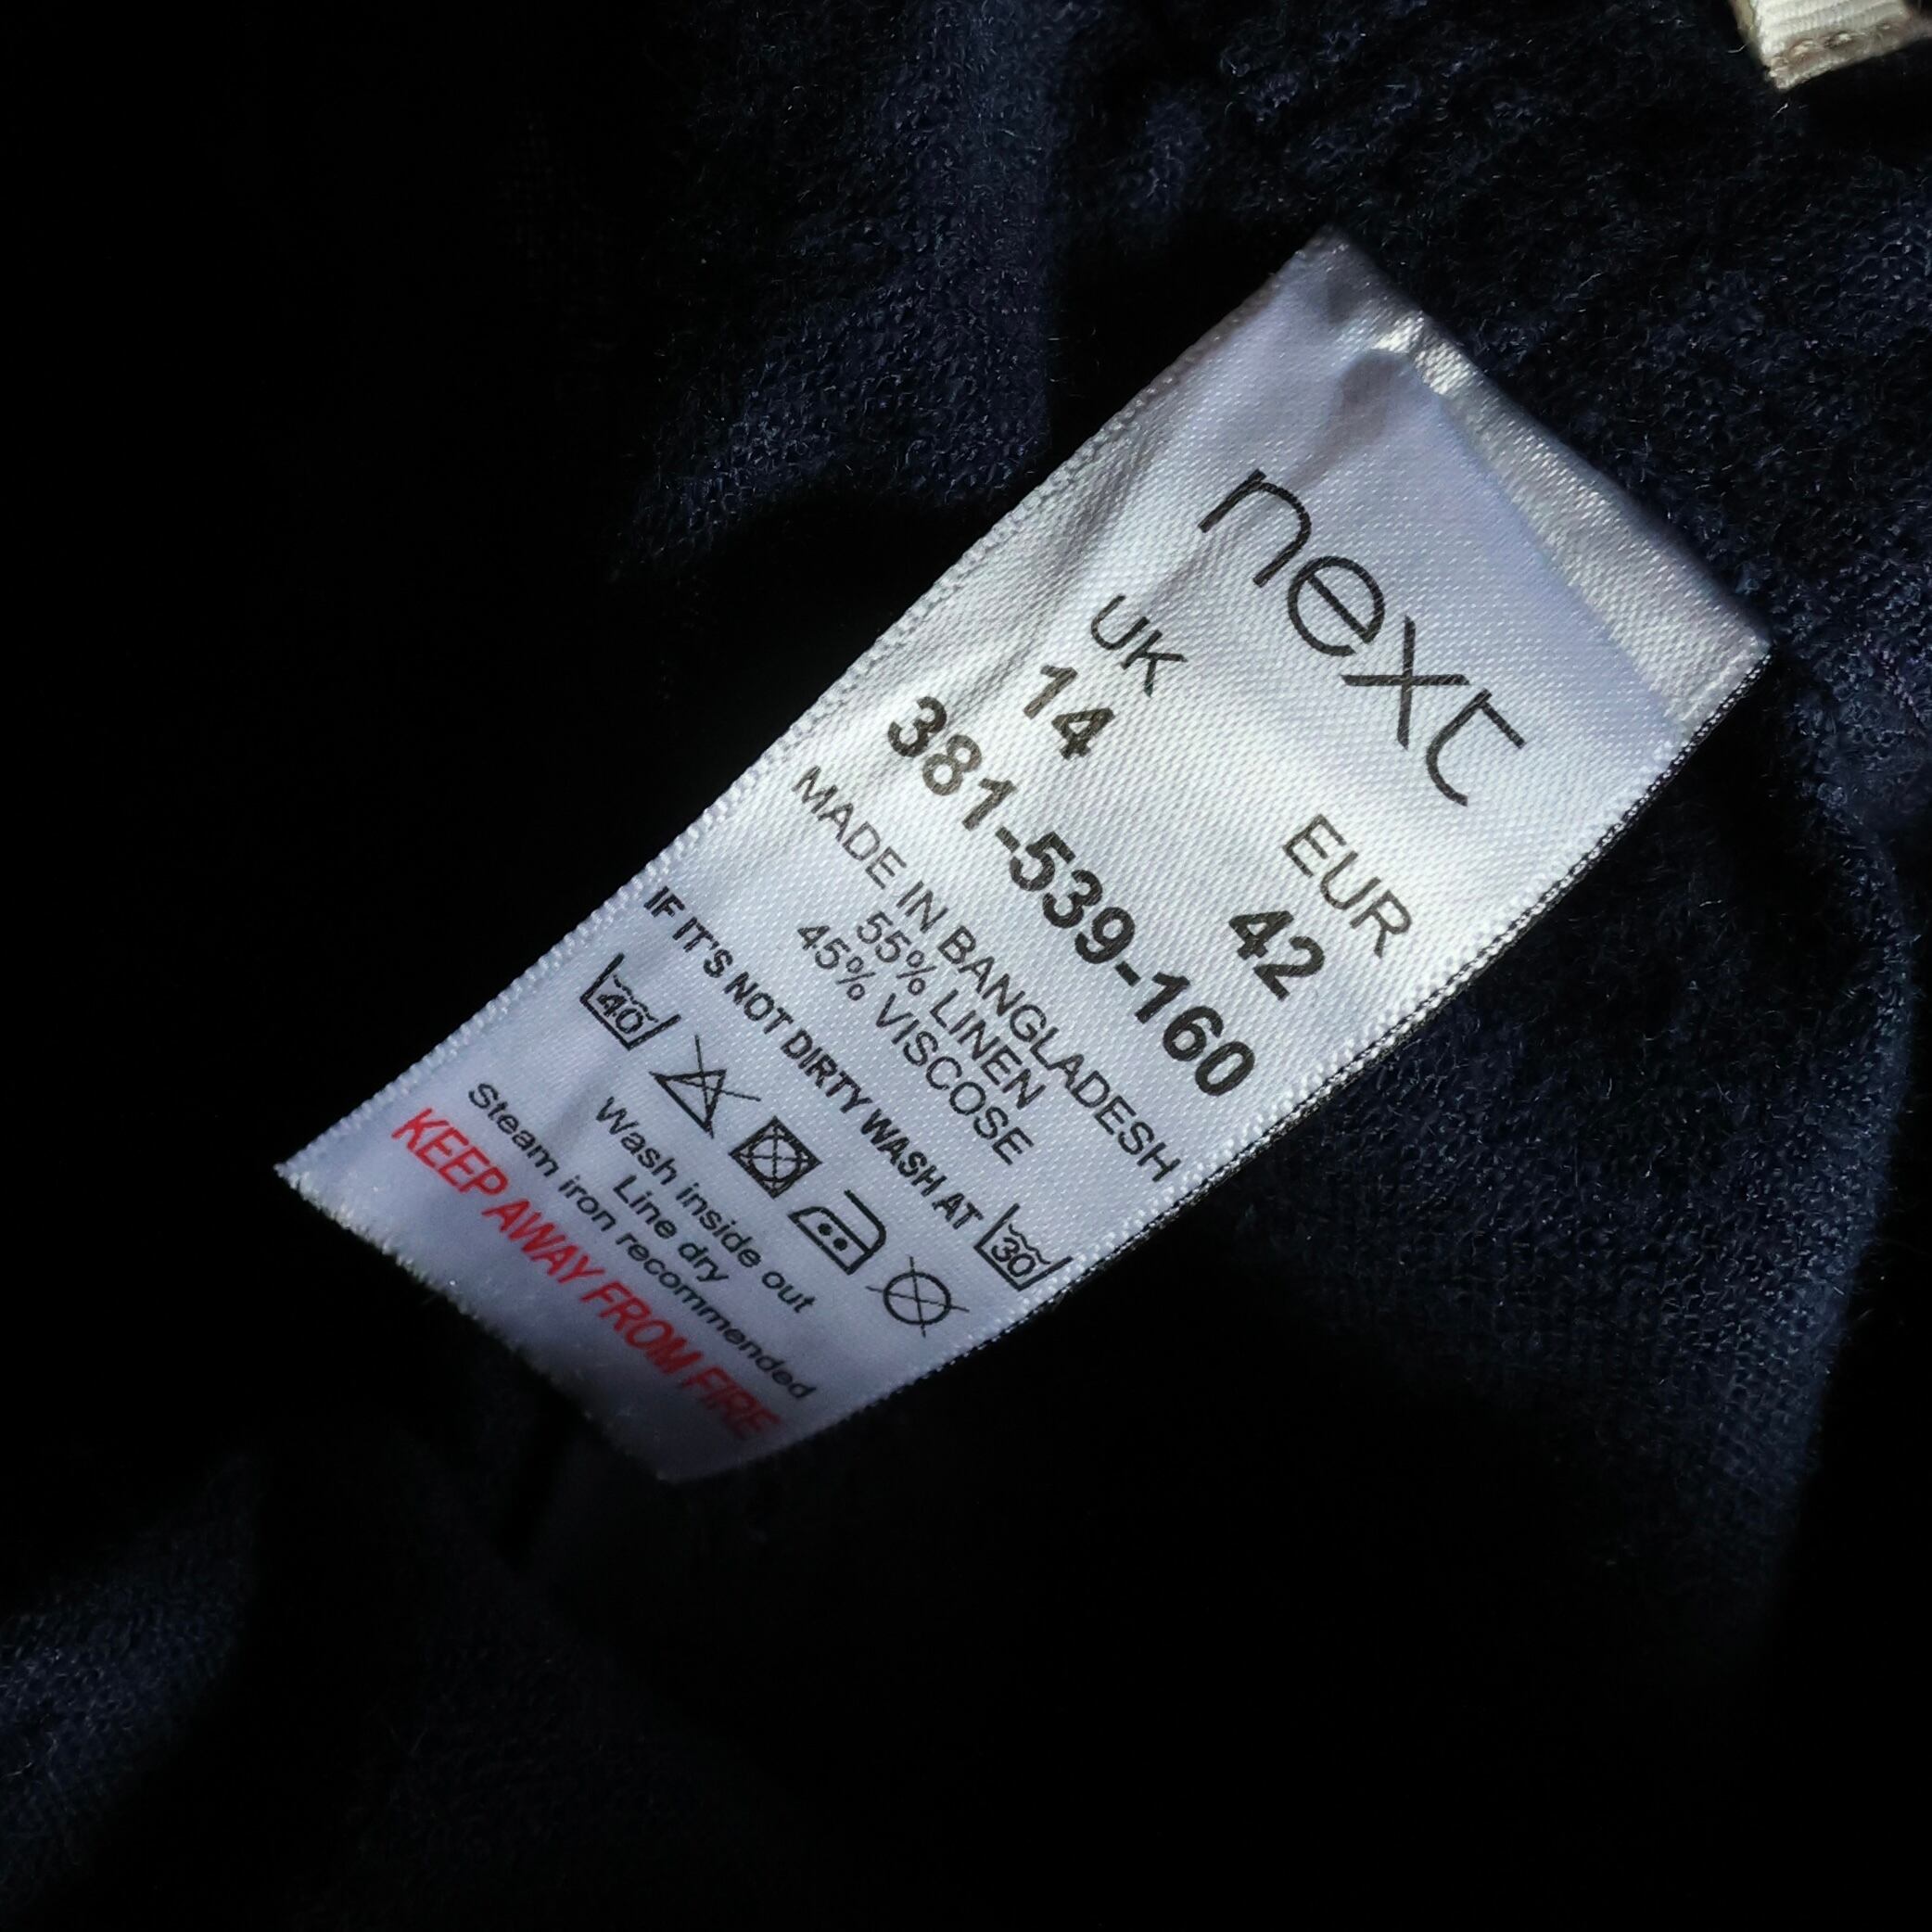 next
UK EUR
14 42
381-539-160
MADE IN BANGLADESH
55% LINEN
45% VISCOSE
IF IT'S NOT DIRTY WASH AT 30
40
Wash inside out
Line dry
Steam iron recommended
KEEP AWAY FROM FIRE